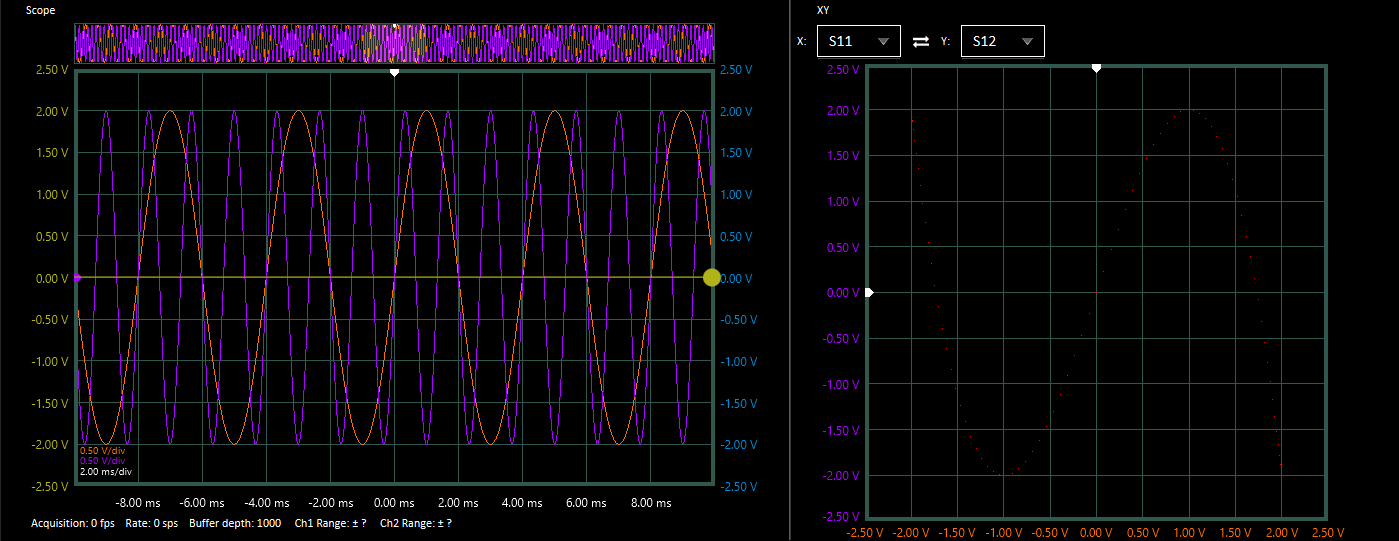 Scope
2.50 V
2.00 V
1.50 V
1.00 V
0.50 V
0.00 V
-0.50 V
-1.00 V
-1.50 V
-2.00 V
-2.50 V
0.50 V/div
0.50 V/div
2.00 ms/div
2.50 V
2.00 V
1.50 V
1.00 V
0.50 V
0.00 V
-0.50 V
-1.00 V
-1.50 V
-2.00 V
-2.50 V
-8.00 ms -6.00 ms -4.00 ms -2.00 ms 0.00 ms 2.00 ms 4.00 ms 6.00 ms 8.00 ms
Acquisition: 0 fps Rate: 0 sps Buffer depth: 1000 Ch1 Range: ± ? Ch2 Range: ± ?
XY
X: S11 Y: S12
2.50 V
2.00 V
1.50 V
1.00 V
0.50 V
0.00 V
-0.50 V
-1.00 V
-1.50 V
-2.00 V
-2.50 V
-2.50 V -2.00 V -1.50 V -1.00 V -0.50 V 0.00 V 0.50 V 1.00 V 1.50 V 2.00 V 2.50 V